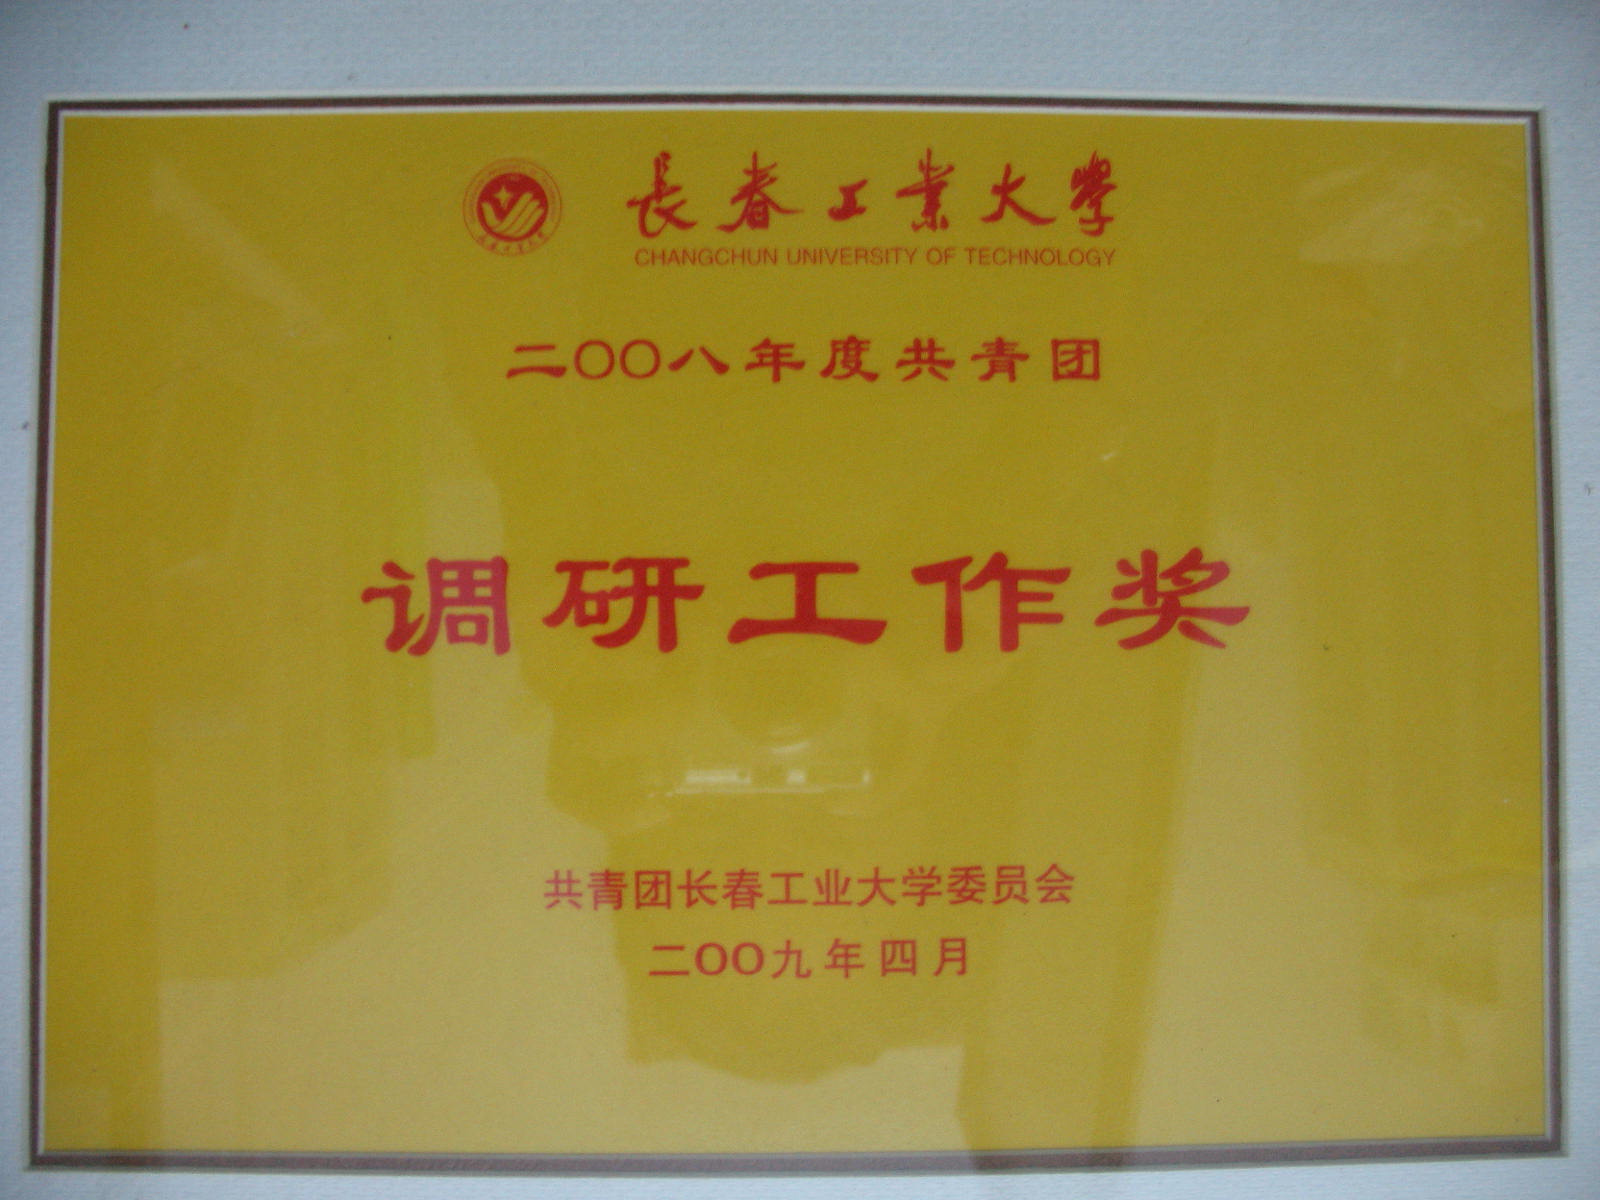 長春工業大學
CHANGCHUN UNIVERSITY OF TECHNOLOGY
二〇〇八年度共青团
调研工作奖
共青团长春工业大学委员会
二〇〇九年四月